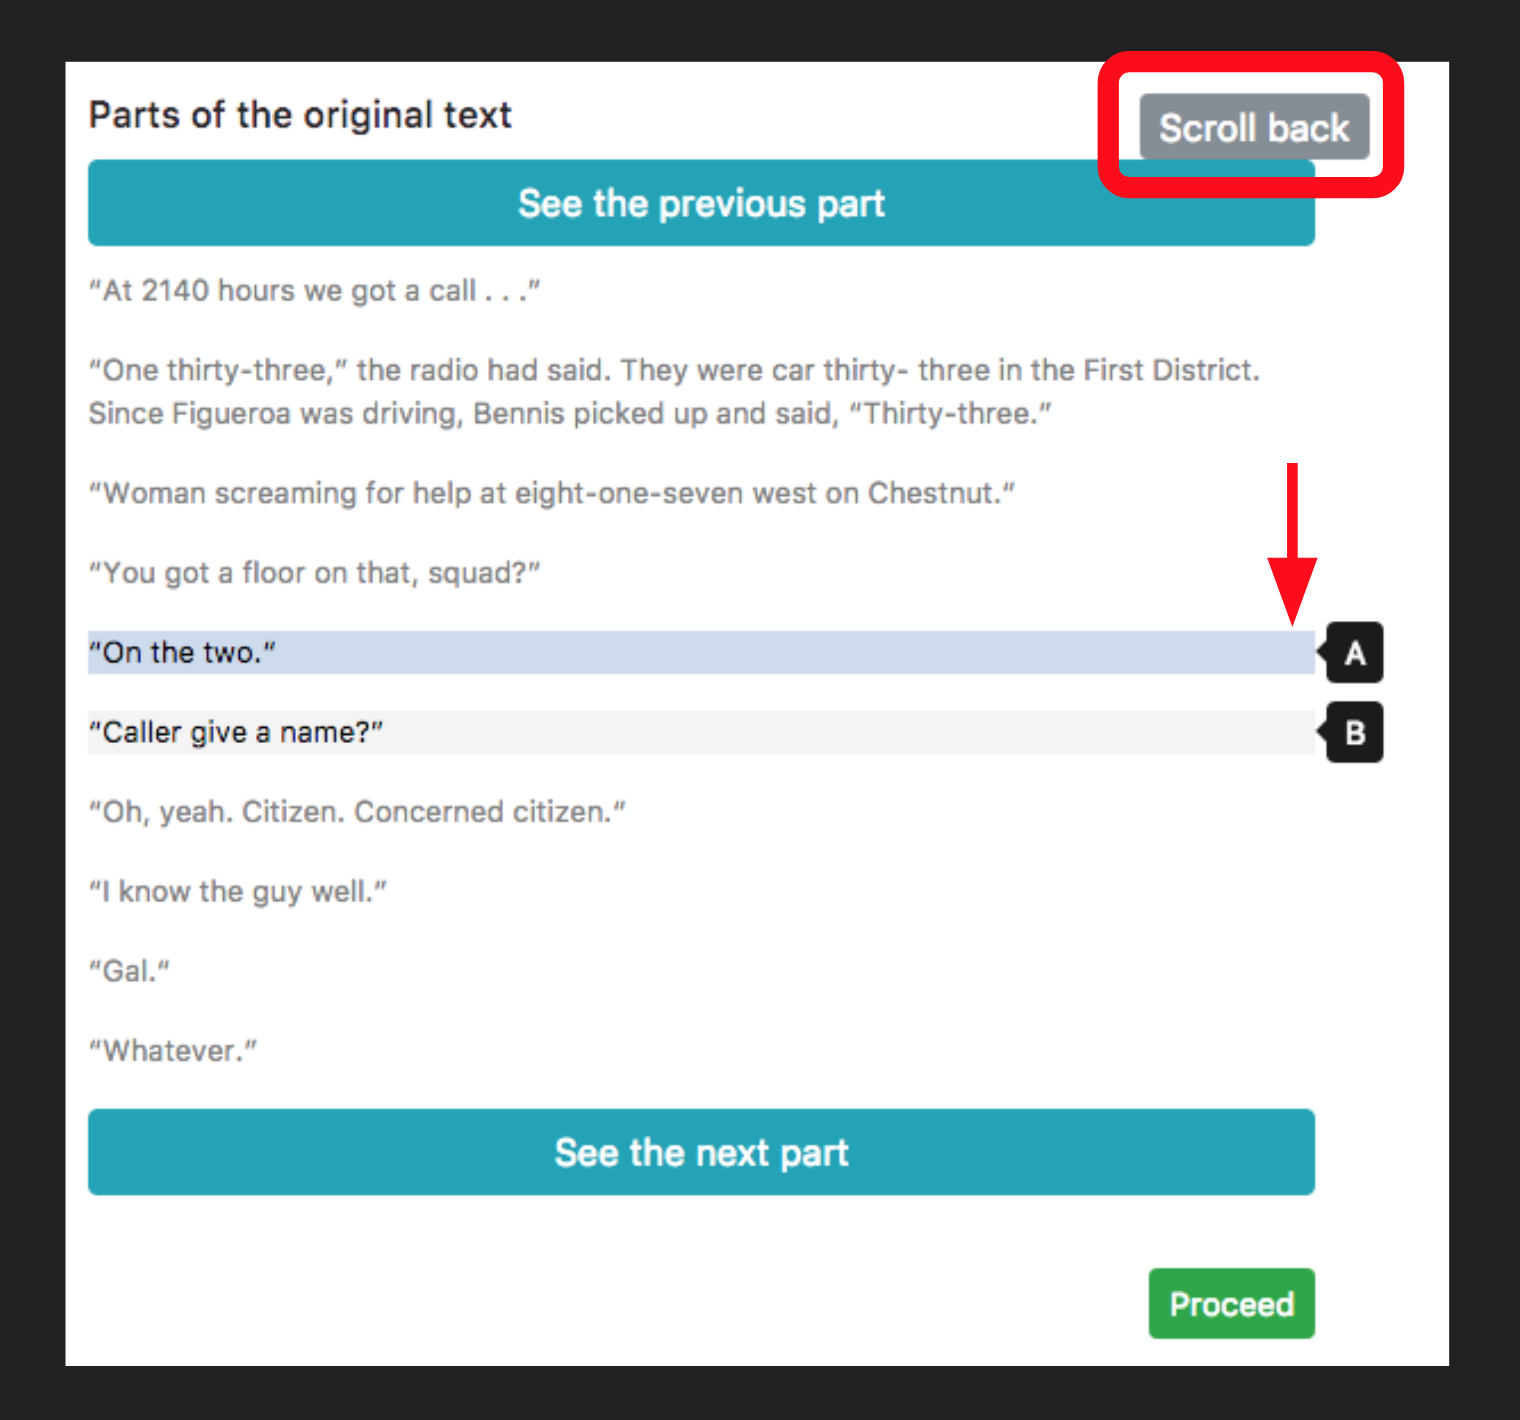 Parts of the original text
Scroll back
See the previous part
“At 2140 hours we got a call . . .”
“One thirty-three,” the radio had said. They were car thirty- three in the First District.
Since Figueroa was driving, Bennis picked up and said, “Thirty-three.”
“Woman screaming for help at eight-one-seven west on Chestnut.”
“You got a floor on that, squad?”
“On the two.”
A
“Caller give a name?”
B
“Oh, yeah. Citizen. Concerned citizen.”
“I know the guy well.”
“Gal.”
“Whatever.”
See the next part
Proceed